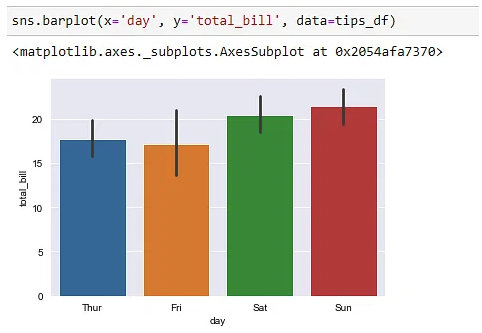 sns.barplot(x='day', y='total_bill', data=tips_df)
<matplotlib.axes._subplots.AxesSubplot at 0x2054afa7370>
20
15
10
5
0
total_bill
Thur Fri Sat Sun
day